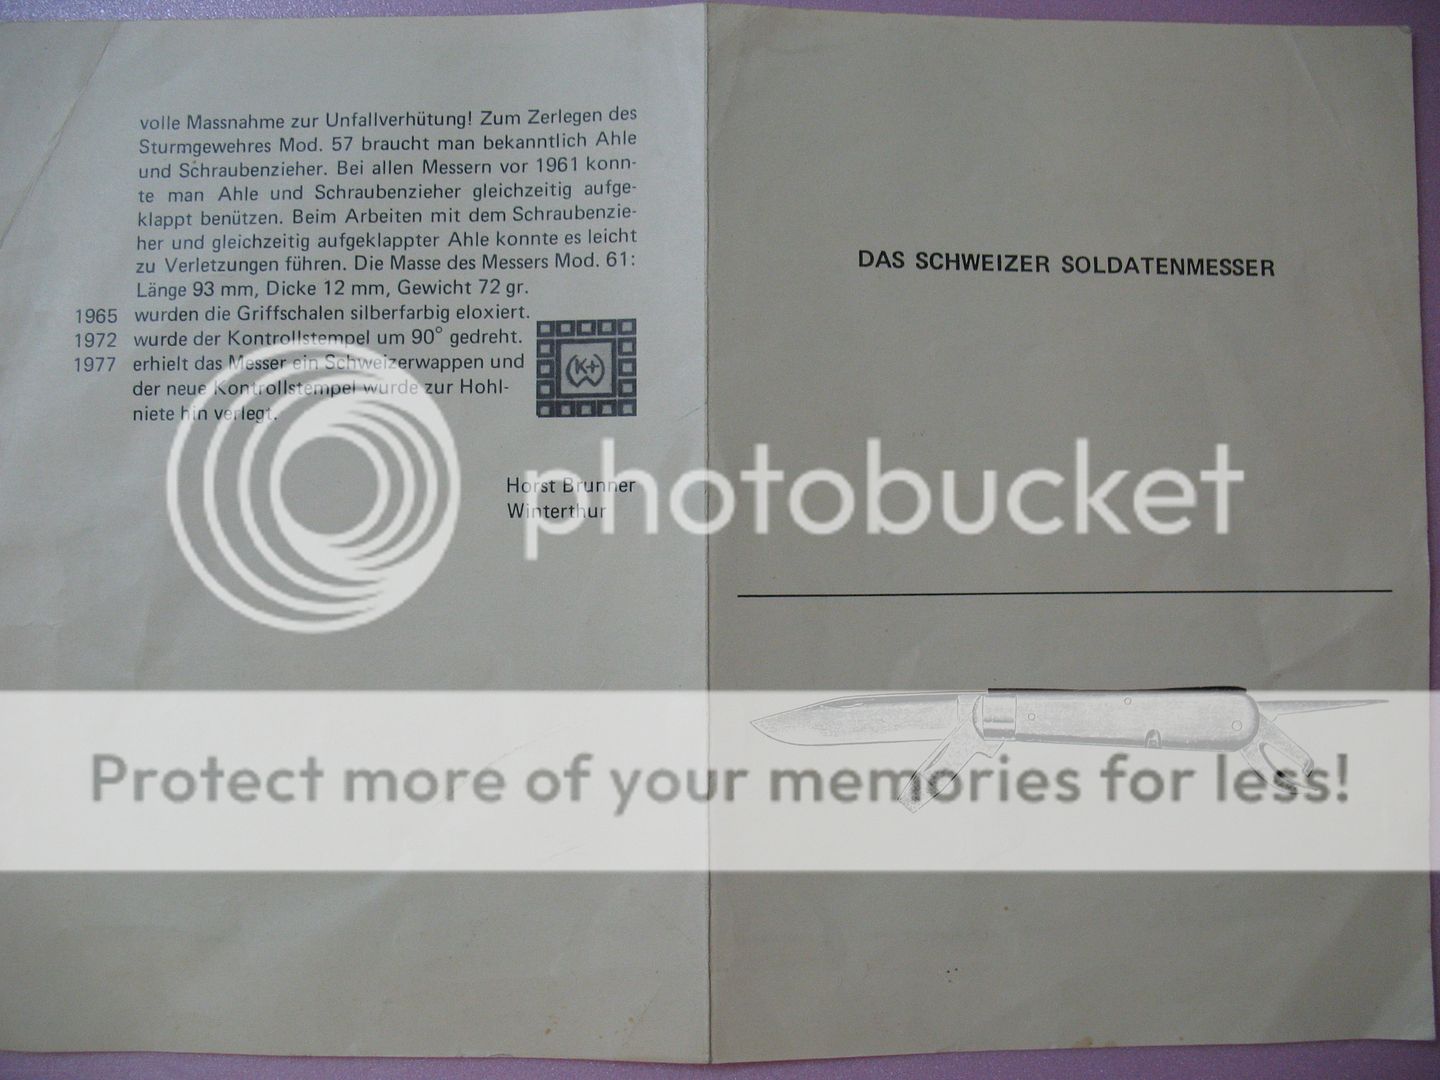 volle Massnahme zur Unfallverhütung! Zum Zerlegen des
Sturmgewehres Mod. 57 braucht man bekanntlich Ahle
und Schraubenzieher. Bei allen Messern vor 1961 konn-
te man Ahle und Schraubenzieher gleichzeitig aufge-
klappt benützen. Beim Arbeiten mit dem Schraubenzie-
her und gleichzeitig aufgeklappter Ahle konnte es leicht
zu Verletzungen führen. Die Masse des Messers Mod. 61:
Länge 93 mm, Dicke 12 mm, Gewicht 72 gr.
1965 wurden die Griffschalen silberfarbig eloxiert.
1972 wurde der Kontrollstempel um 90° gedreht.
1977 erhielt das Messer ein Schweizerwappen und
der neue Kontrollstempel wurde zur Hohl-
niete hin verlegt.
K+
W
Horst Brunner
Winterthur
DAS SCHWEIZER SOLDATENMESSER
photobucket
Protect more of your memories for less!